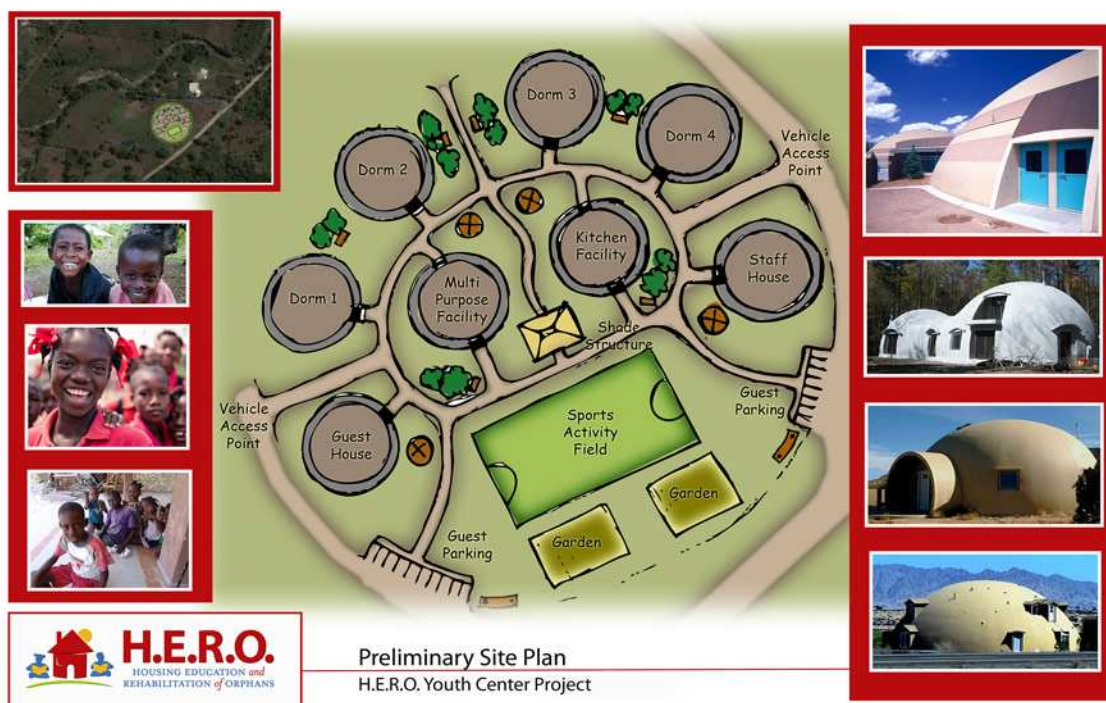 Dorm 3
Dorm 4
Dorm 2
Vehicle
Access
Point
Kitchen
Facility
Staff
House
Dorm 1
Multi
Purpose
Facility
Shade
Structure
Vehicle
Access
Point
Guest
House
Sports
Activity
Field
Guest
Parking
Garden
Garden
Guest
Parking
H.E.R.O.
HOUSING EDUCATION and
REHABILITATION of ORPHANS
Preliminary Site Plan
H.E.R.O. Youth Center Project